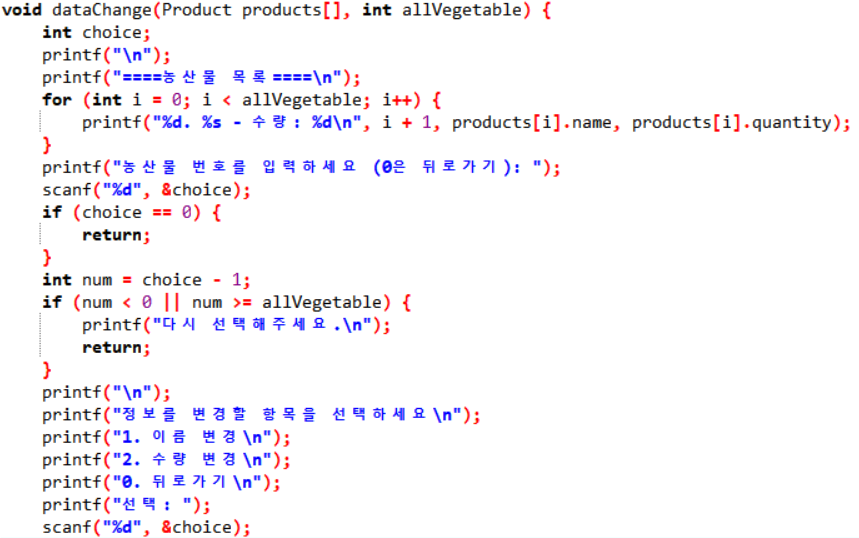 void dataChange(Product products[], int allVegetable) {
int choice;
printf("\n");
printf("====농산물 목록====\n");
for (int i = 0; i < allVegetable; i++) {
printf("%d. %s - 수량: %d\n", i + 1, products[i].name, products[i].quantity);
}
printf("농산물 번호를 입력하세요 (0은 뒤로가기): ");
scanf("%d", &choice);
if (choice == 0) {
return;
}
int num = choice - 1;
if (num < 0 || num >= allVegetable) {
printf("다시 선택해주세요.\n");
return;
}
printf("\n");
printf("정보를 변경할 항목을 선택하세요\n");
printf("1. 이름 변경\n");
printf("2. 수량 변경\n");
printf("0. 뒤로가기\n");
printf("선택: ");
scanf("%d", &choice);